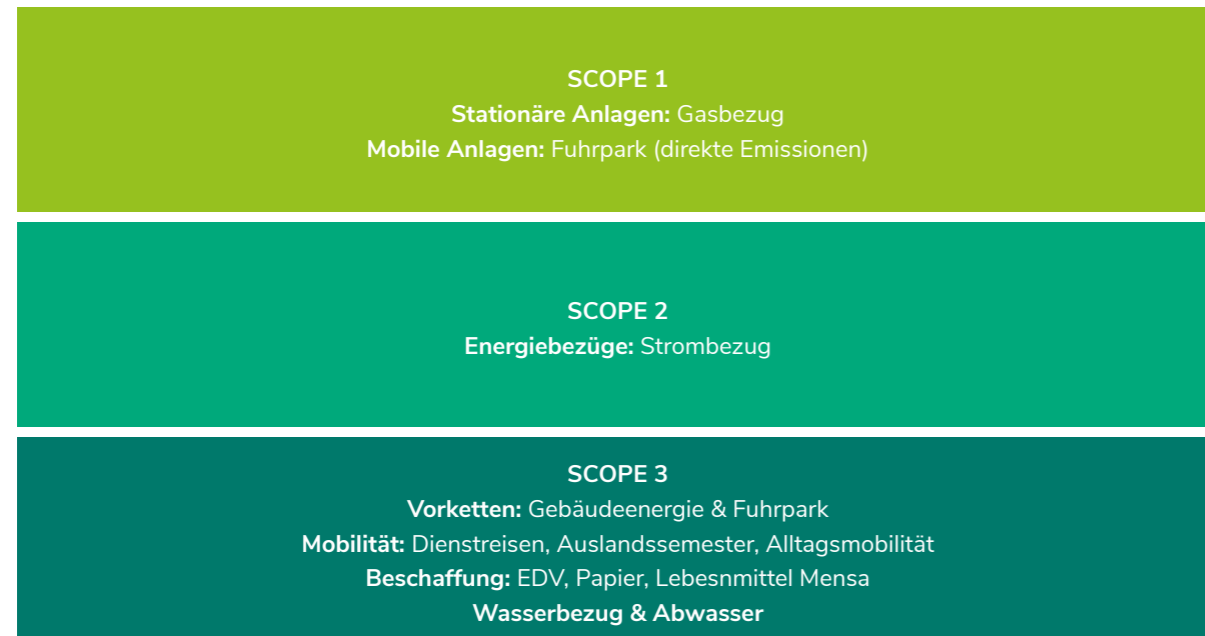 SCOPE 1
Stationäre Anlagen: Gasbezug
Mobile Anlagen: Fuhrpark (direkte Emissionen)
SCOPE 2
Energiebezüge: Strombezug
SCOPE 3
Vorketten: Gebäudeenergie & Fuhrpark
Mobilität: Dienstreisen, Auslandssemester, Alltagsmobilität
Beschaffung: EDV, Papier, Lebesnmittel Mensa
Wasserbezug & Abwasser